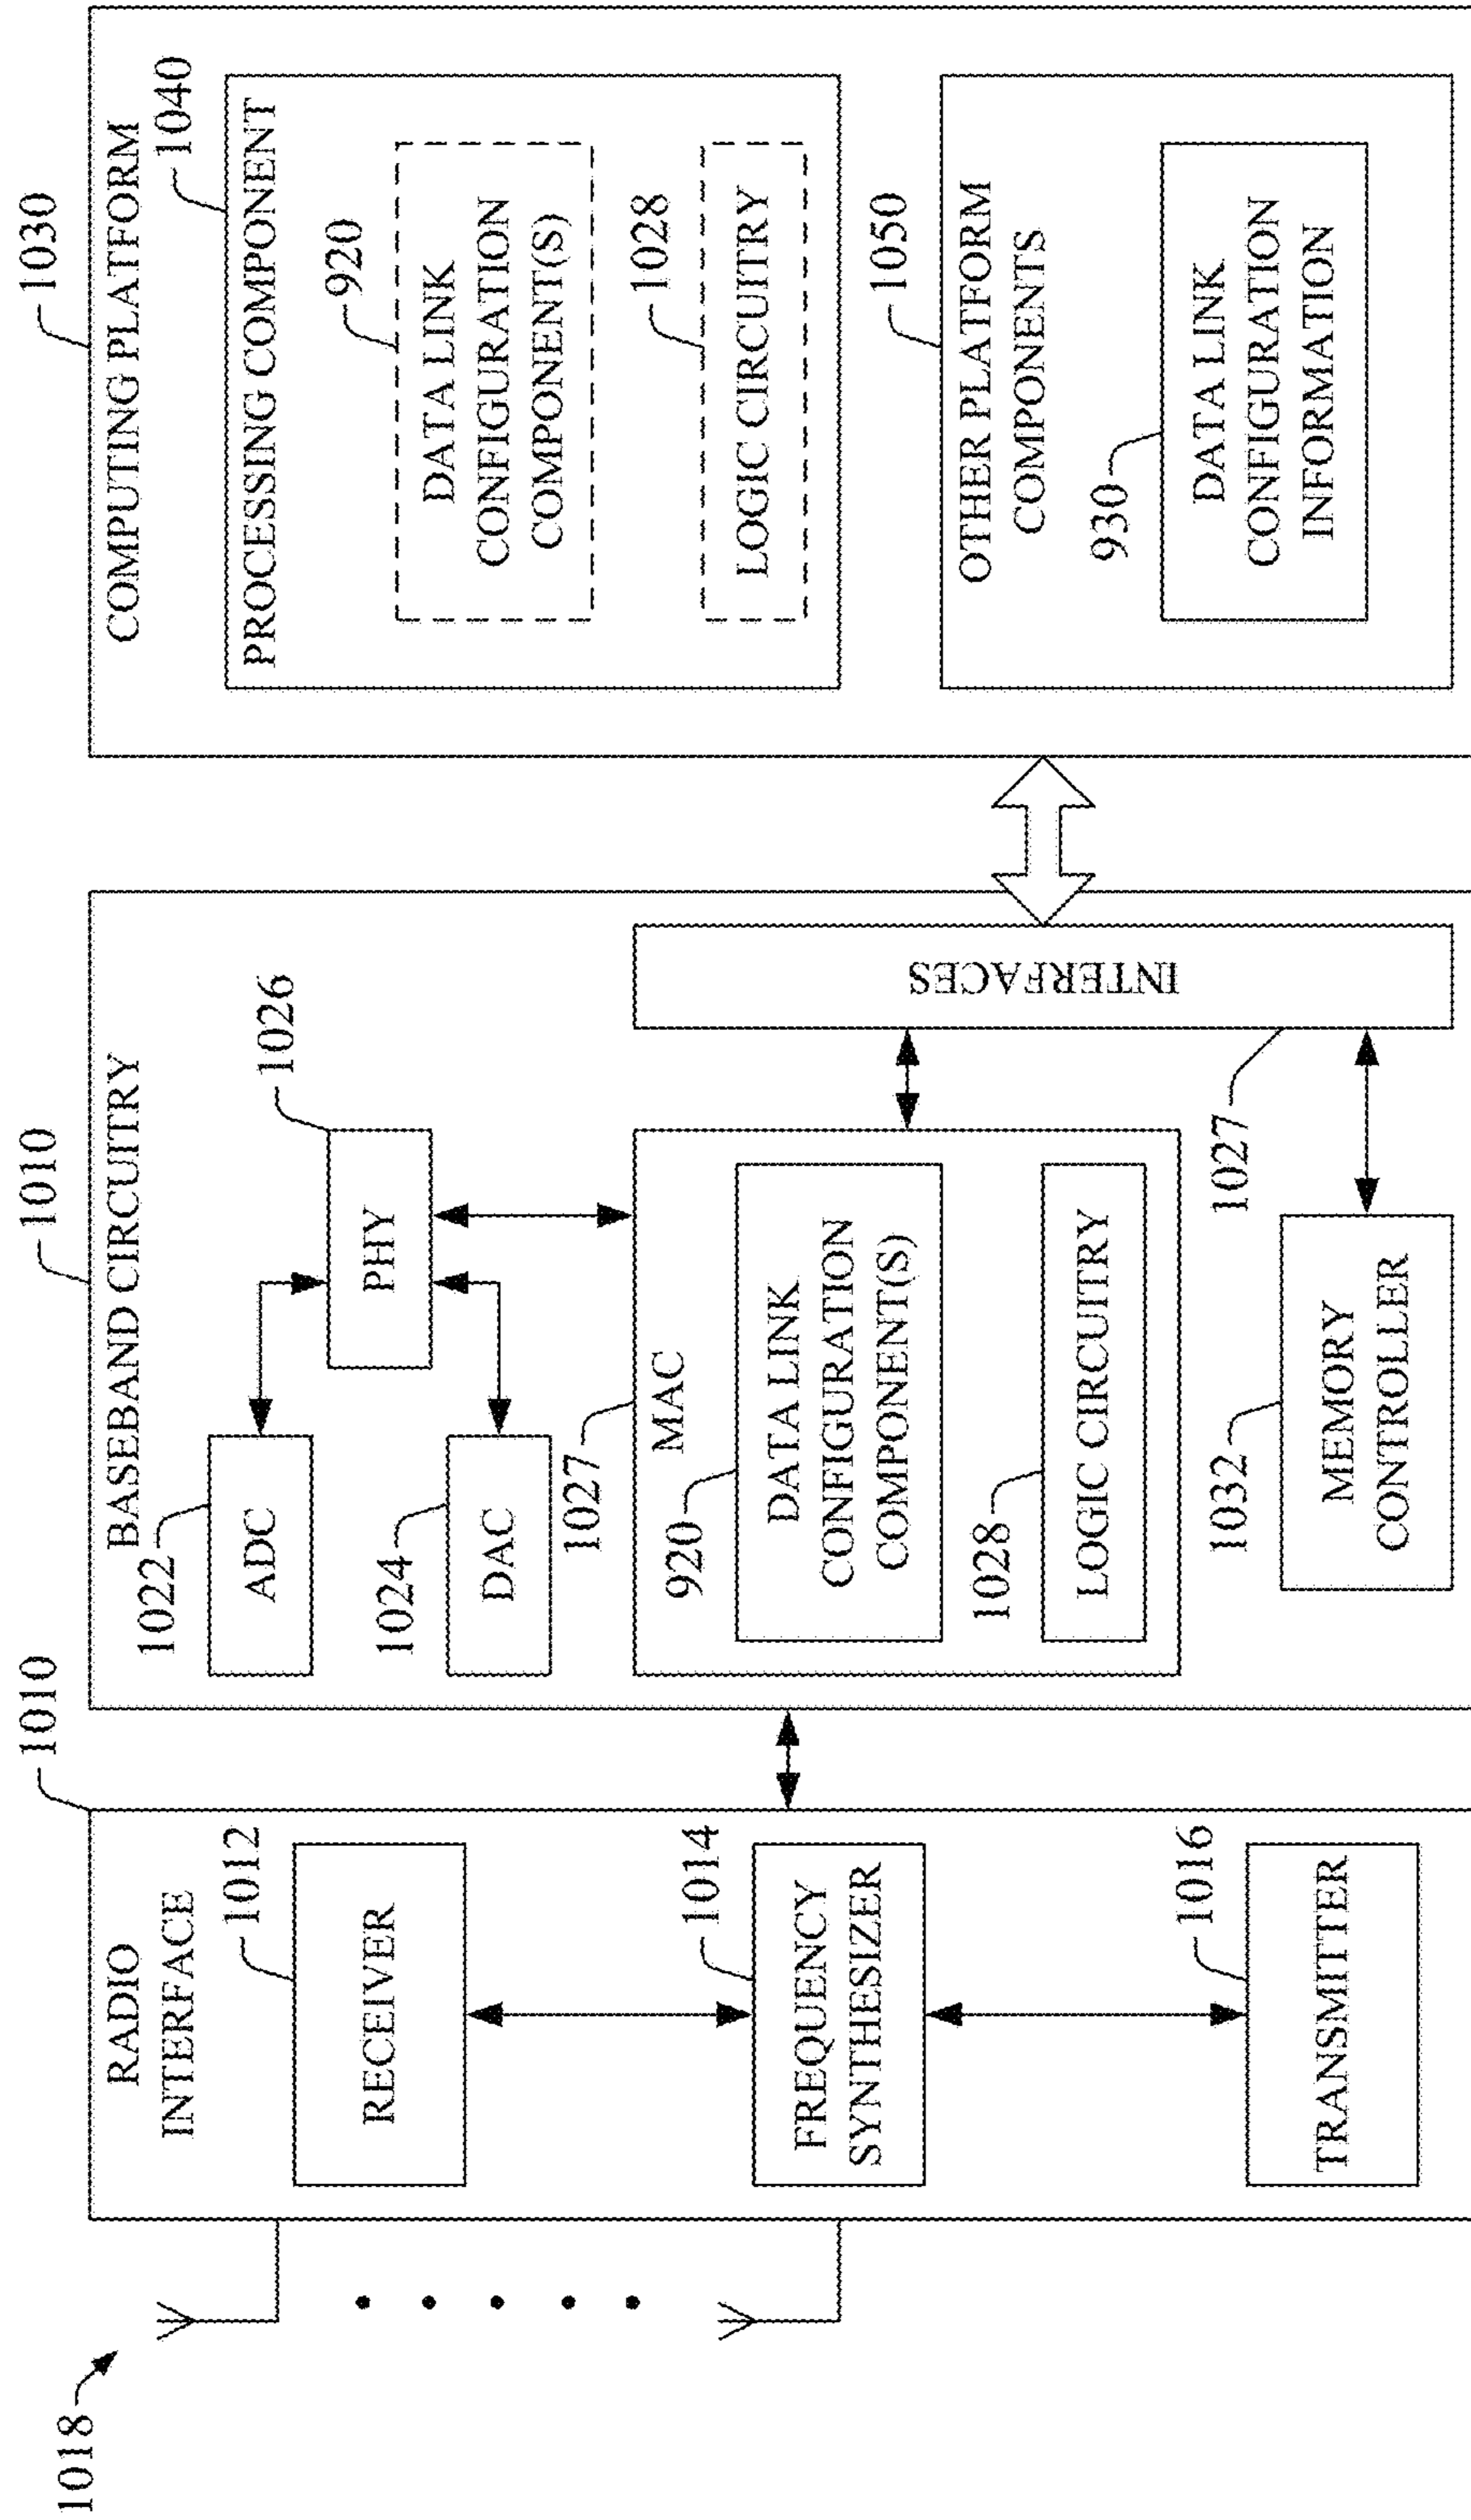 1018
1010
RADIO
INTERFACE
1012
RECEIVER
1014
FREQUENCY
SYNTHESIZER
1016
TRANSMITTER
1010
BASEBAND CIRCUITRY
1022
ADC
1026
PHY
1024
DAC
1027
MAC
920
DATA LINK
CONFIGURATION
COMPONENT(S)
1028
LOGIC CIRCUITRY
1032
MEMORY
CONTROLLER
1027
INTERFACES
1030
COMPUTING PLATFORM
1040
PROCESSING COMPONENT
920
DATA LINK
CONFIGURATION
COMPONENT(S)
1028
LOGIC CIRCUITRY
1050
OTHER PLATFORM
COMPONENTS
930
DATA LINK
CONFIGURATION
INFORMATION